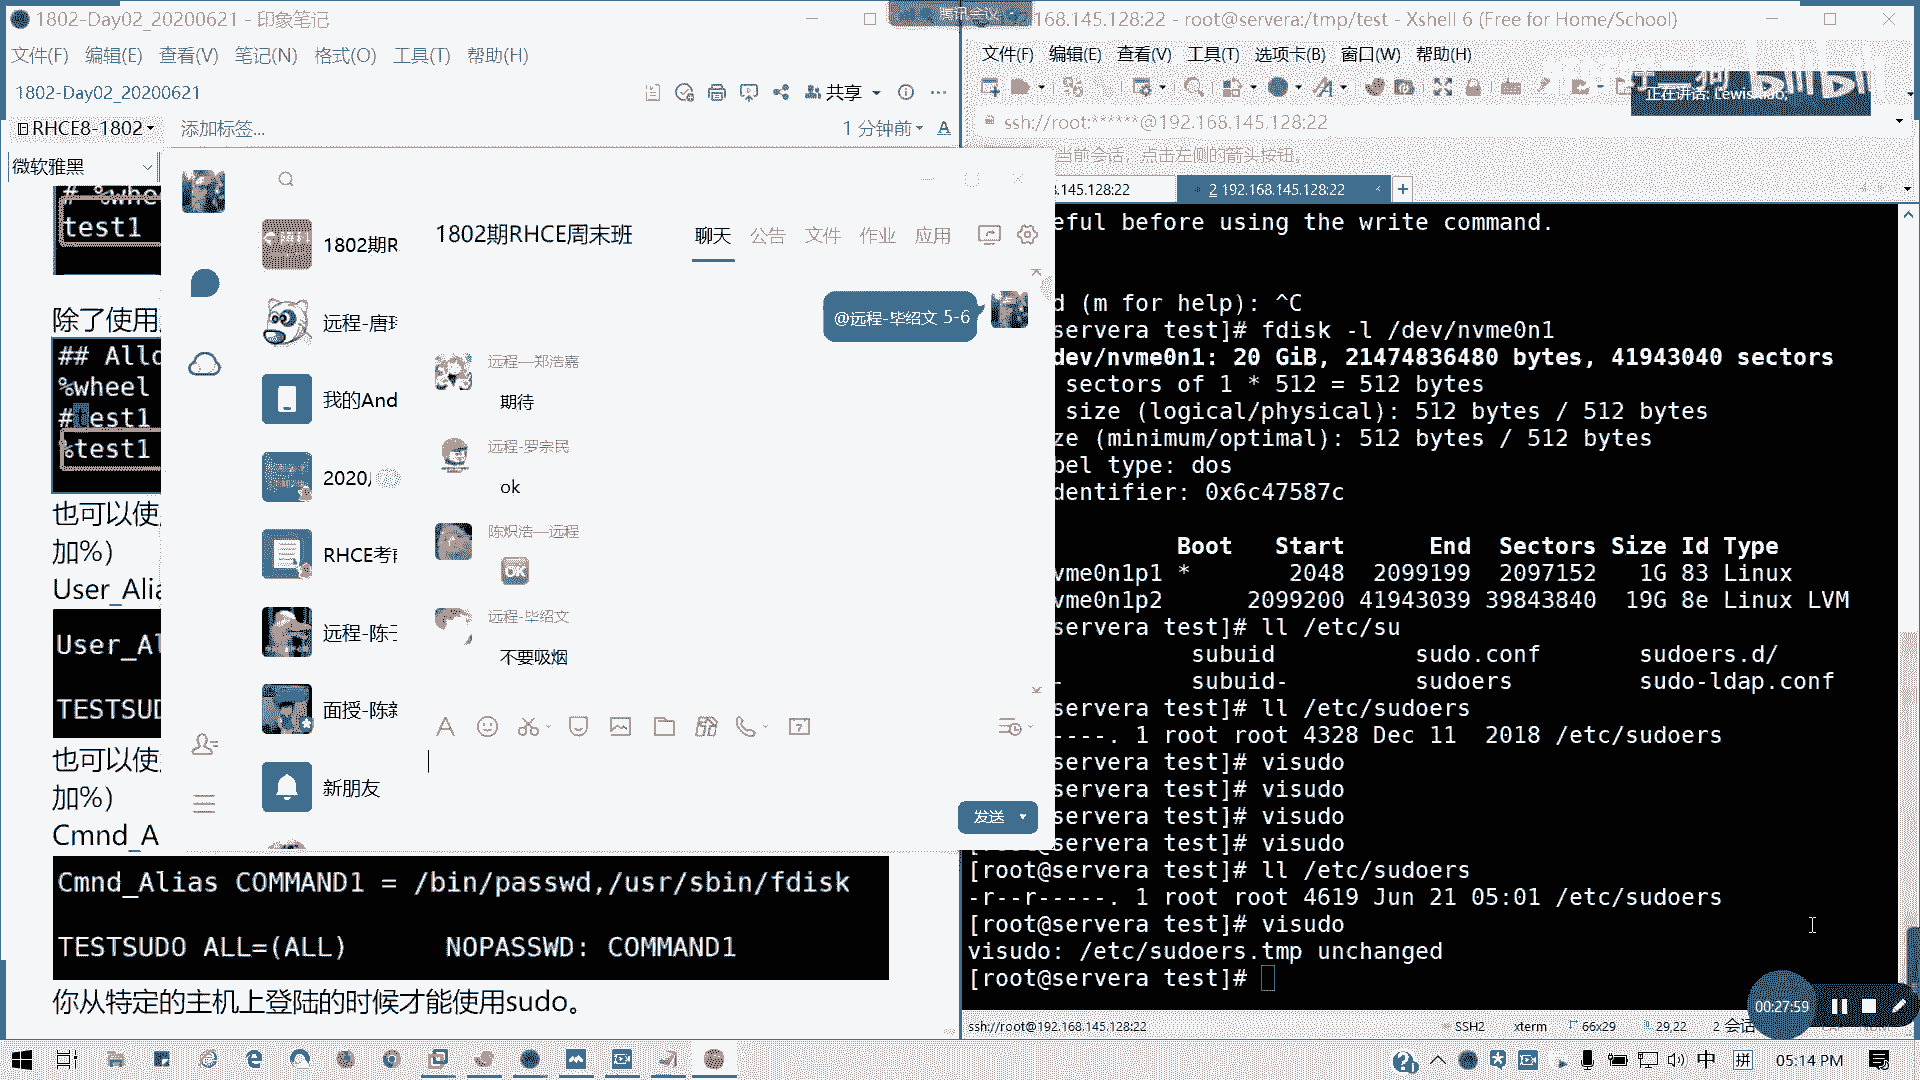 1802-Day02_20200621 - 印象笔记
文件(F) 编辑(E) 查看(V) 笔记(N) 格式(O) 工具(T) 帮助(H)
1802-Day02_20200621
共享
RHCE8-1802
添加标签...
1 分钟前
微软雅黑
test1
除了使用
%wheel
%test1
也可以使
加%)
User_Alia
也可以使
加%)
Cmnd_A
Cmnd_Alias COMMAND1 = /bin/passwd,/usr/sbin/fdisk
TESTSUDO ALL=(ALL) NOPASSWD: COMMAND1
你从特定的主机上登陆的时候才能使用sudo。
腾讯会议
1802期R
我的And
2020
RHCE考
新朋友
1802期RHCE周末班
聊天 公告 文件 作业 应用
@远程-毕绍文 5-6
远程—郑浩嘉
期待
远程-罗宗民
ok
陈炽浩—远程
OK
远程-毕绍文
不要吸烟
发送
168.145.128:22 - root@servera:/tmp/test - Xshell 6 (Free for Home/School)
文件(F) 编辑(E) 查看(V) 工具(T) 选项卡(B) 窗口(W) 帮助(H)
正在讲话: Lewis
ssh://root:******@192.168.145.128:22
当前会话，点击左侧的箭头按钮。
.145.128:22
2 192.168.145.128:22
eful before using the write command.
d (m for help): ^C
servera test]# fdisk -l /dev/nvme0n1
dev/nvme0n1: 20 GiB, 21474836480 bytes, 41943040 sectors
sectors of 1 * 512 = 512 bytes
size (logical/physical): 512 bytes / 512 bytes
ze (minimum/optimal): 512 bytes / 512 bytes
bel type: dos
dentifier: 0x6c47587c
Boot Start End Sectors Size Id Type
vme0n1p1 * 2048 2099199 2097152 1G 83 Linux
vme0n1p2 2099200 41943039 39843840 19G 8e Linux LVM
servera test]# ll /etc/su
subuid sudo.conf sudoers.d/
- subuid- sudoers sudo-ldap.conf
servera test]# ll /etc/sudoers
----. 1 root root 4328 Dec 11 2018 /etc/sudoers
servera test]# visudo
servera test]# visudo
servera test]# visudo
servera test]# visudo
[root@servera test]# ll /etc/sudoers
-r--r-----. 1 root root 4619 Jun 21 05:01 /etc/sudoers
[root@servera test]# visudo
visudo: /etc/sudoers.tmp unchanged
[root@servera test]#
00:27:59
ssh://root@192.168.145.128:22 SSH2 xterm 66x29 29,22 2 会话
中 拼 05:14 PM